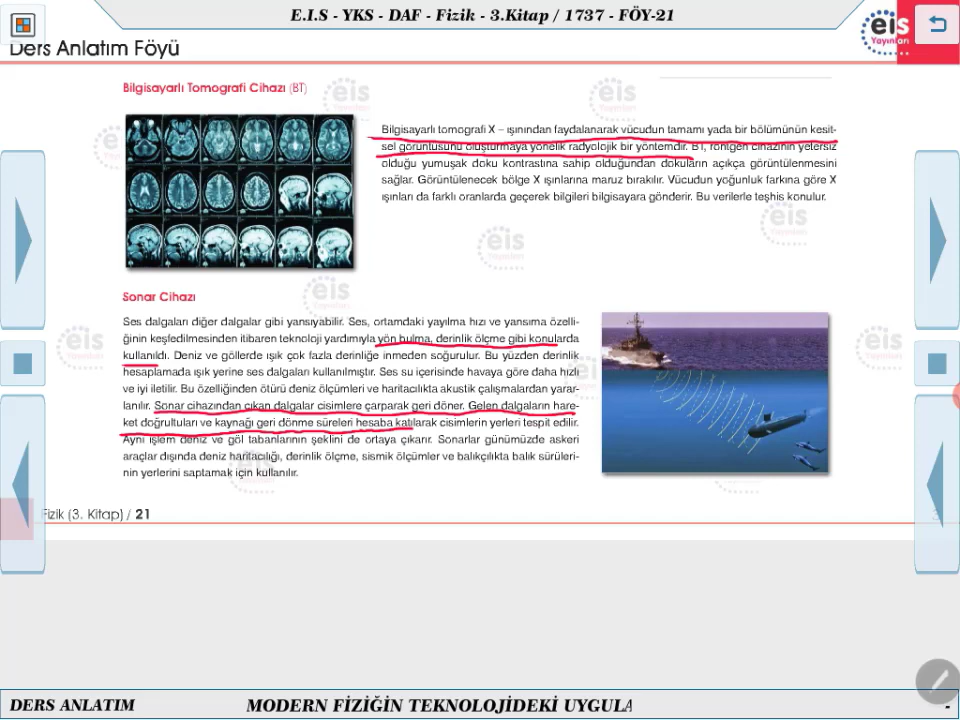 E.I.S - YKS - DAF - Fizik - 3.Kitap / 1737 - FÖY-21
eis
Yayınları
Ders Anlatım Föyü
Bilgisayarlı Tomografi Cihazı (BT)
Bilgisayarlı tomografi X – ışınından faydalanarak vücudun tamamı yada bir bölümünün kesit-
sel görüntüsünü oluşturmaya yönelik radyolojik bir yöntemdir. BT, röntgen cihazının yetersiz
olduğu yumuşak doku kontrastına sahip olduğundan dokuların açıkça görüntülenmesini
sağlar. Görüntülenecek bölge X ışınlarına maruz bırakılır. Vücudun yoğunluk farkına göre X
ışınları da farklı oranlarda geçerek bilgileri bilgisayara gönderir. Bu verilerle teşhis konulur.
Sonar Cihazı
Ses dalgaları diğer dalgalar gibi yansıyabilir. Ses, ortamdaki yayılma hızı ve yansıma özelli-
ğinin keşfedilmesinden itibaren teknoloji yardımıyla yön bulma, derinlik ölçme gibi konularda
kullanıldı. Deniz ve göllerde ışık çok fazla derinliğe inmeden soğurulur. Bu yüzden derinlik
hesaplamada ışık yerine ses dalgaları kullanılmıştır. Ses su içerisinde havaya göre daha hızlı
ve iyi iletilir. Bu özelliğinden ötürü deniz ölçümleri ve haritacılıkta akustik çalışmalardan yarar-
lanılır. Sonar cihazından çıkan dalgalar cisimlere çarparak geri döner. Gelen dalgaların hare-
ket doğrultuları ve kaynağı geri dönme süreleri hesaba katılarak cisimlerin yerleri tespit edilir.
Aynı işlem deniz ve göl tabanlarının şeklini de ortaya çıkarır. Sonarlar günümüzde askeri
araçlar dışında deniz haritacılığı, derinlik ölçme, sismik ölçümler ve balıkçılıkta balık sürüleri-
nin yerlerini saptamak için kullanılır.
Fizik (3. Kitap) / 21
3
DERS ANLATIM
MODERN FİZİĞİN TEKNOLOJİDEKİ UYGULA
-